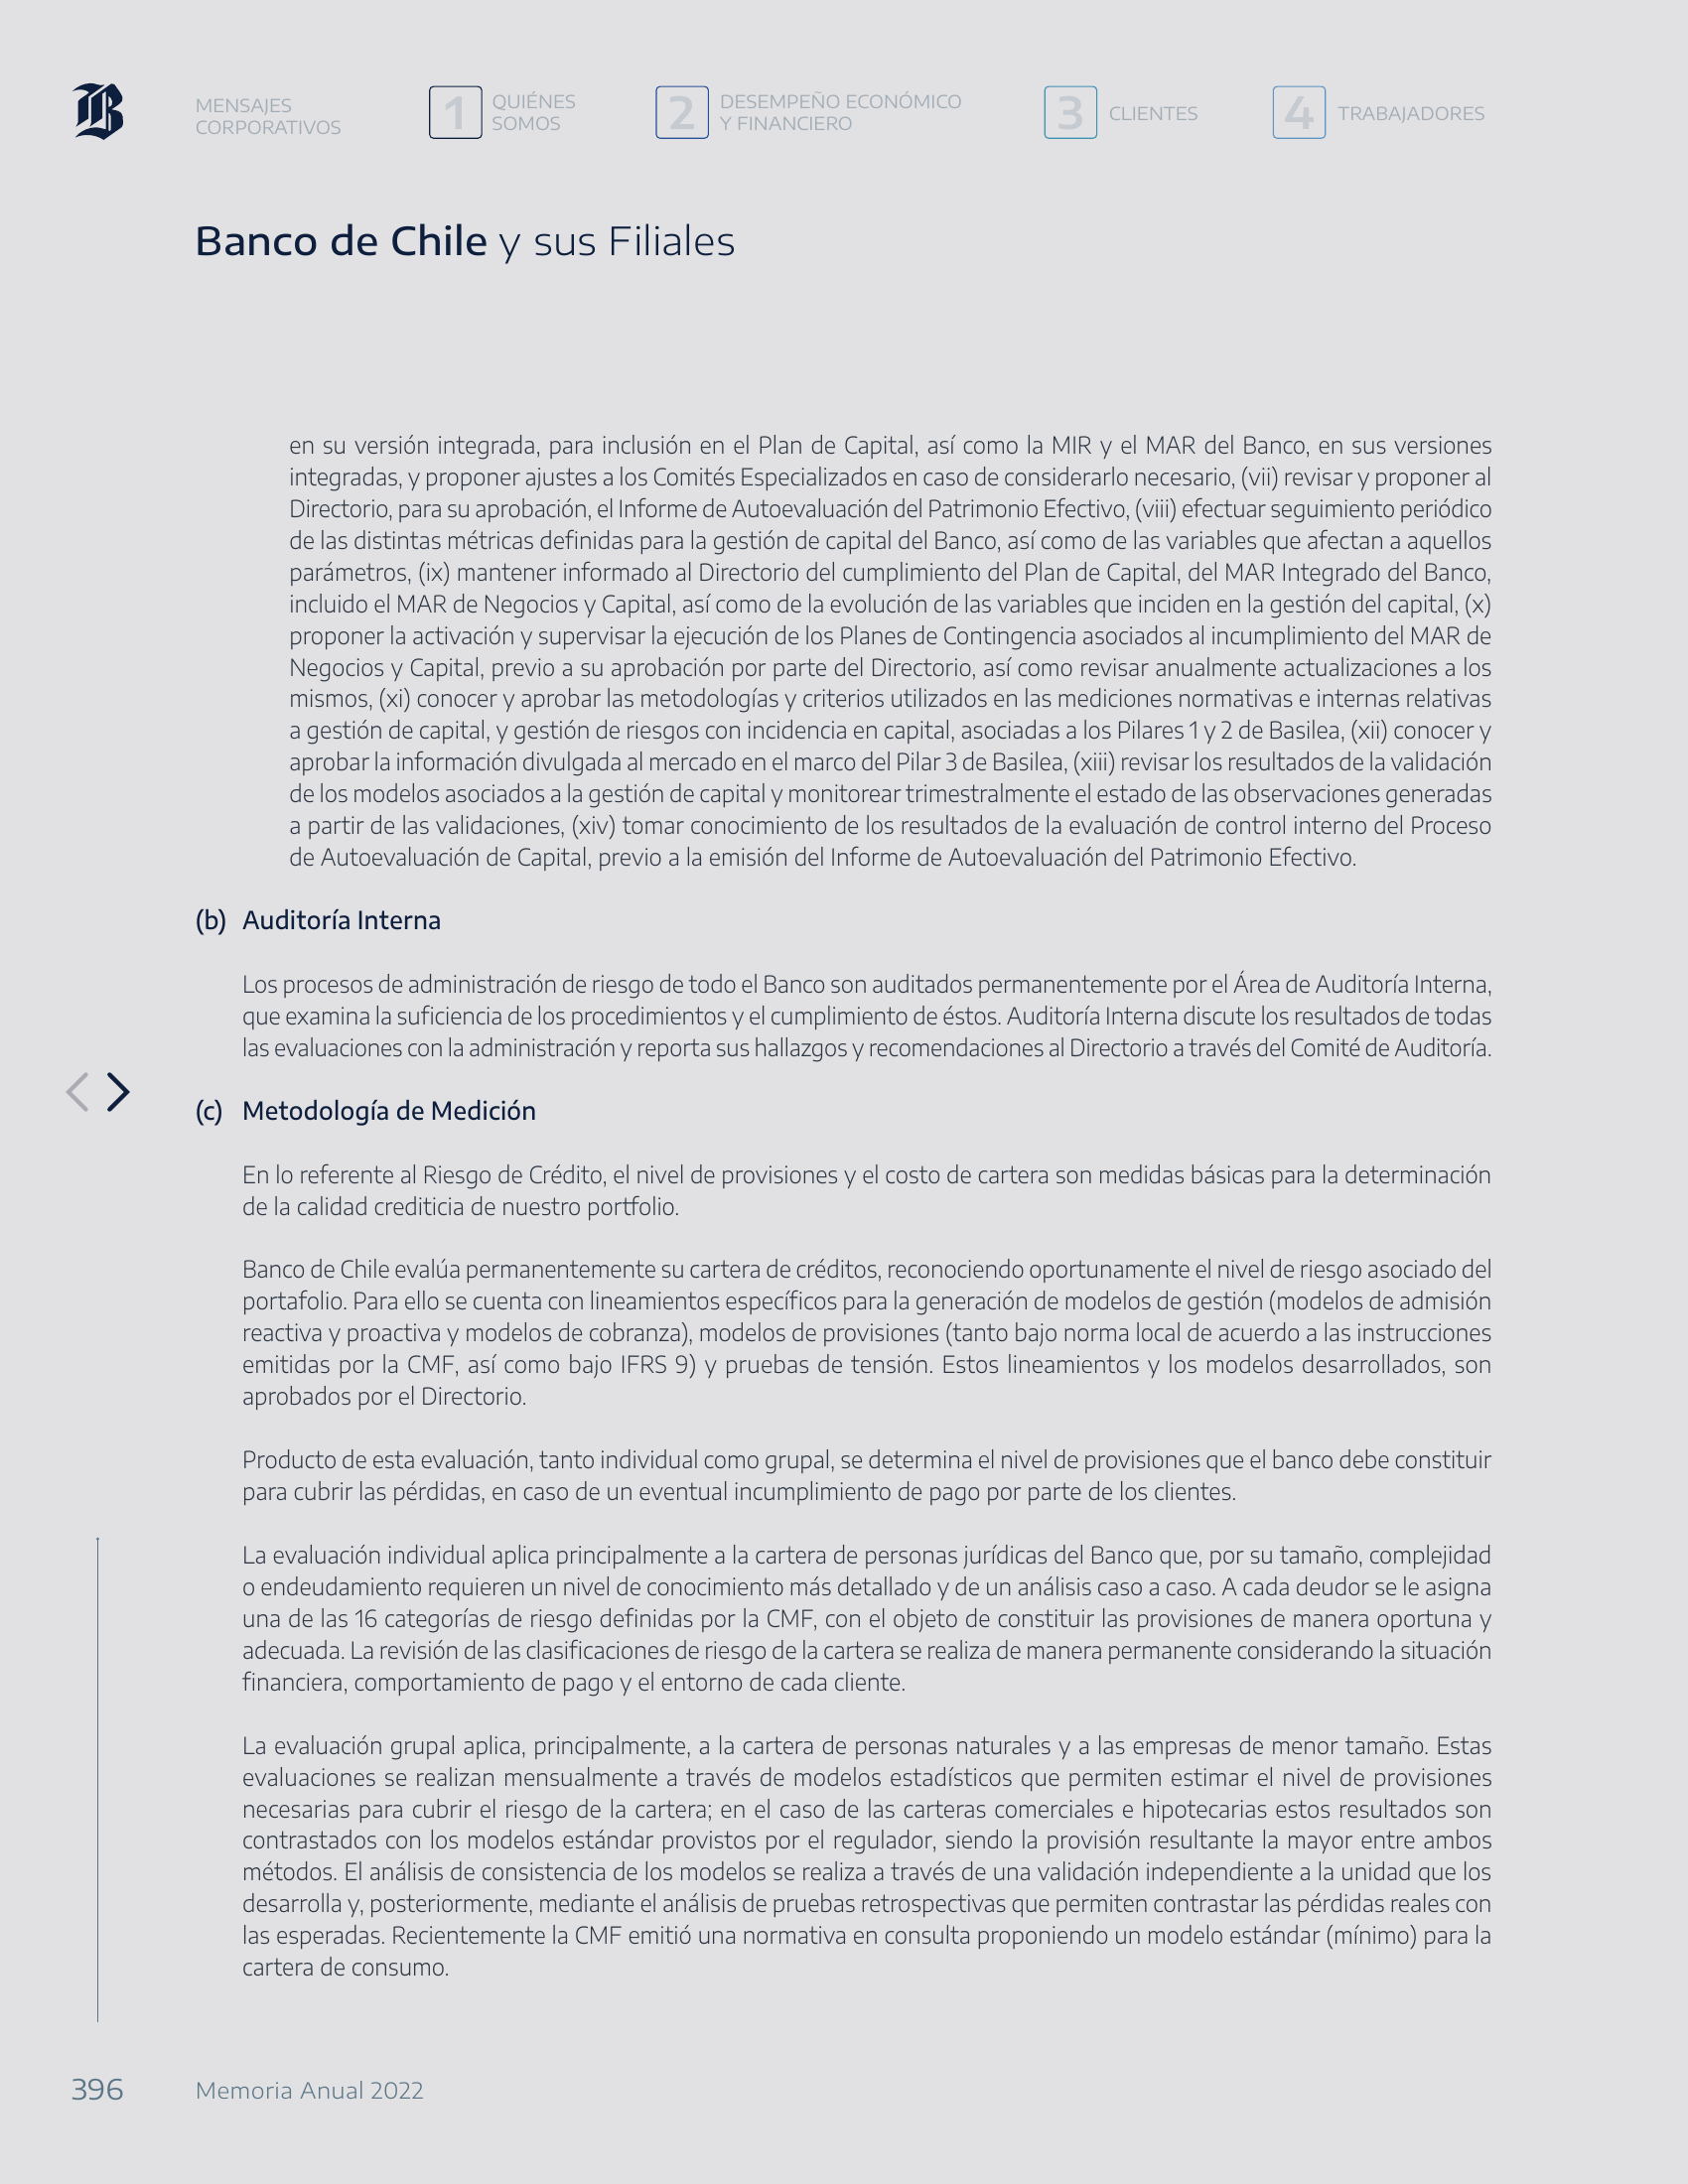 MENSAJES
CORPORATIVOS
1 QUIÉNES
SOMOS
2 DESEMPEÑO ECONÓMICO
Y FINANCIERO
3 CLIENTES
4 TRABAJADORES
Banco de Chile y sus Filiales
en su versión integrada, para inclusión en el Plan de Capital, así como la MIR y el MAR del Banco, en sus versiones
integradas, y proponer ajustes a los Comités Especializados en caso de considerarlo necesario, (vii) revisar y proponer al
Directorio, para su aprobación, el Informe de Autoevaluación del Patrimonio Efectivo, (viii) efectuar seguimiento periódico
de las distintas métricas definidas para la gestión de capital del Banco, así como de las variables que afectan a aquellos
parámetros, (ix) mantener informado al Directorio del cumplimiento del Plan de Capital, del MAR Integrado del Banco,
incluido el MAR de Negocios y Capital, así como de la evolución de las variables que inciden en la gestión del capital, (x)
proponer la activación y supervisar la ejecución de los Planes de Contingencia asociados al incumplimiento del MAR de
Negocios y Capital, previo a su aprobación por parte del Directorio, así como revisar anualmente actualizaciones a los
mismos, (xi) conocer y aprobar las metodologías y criterios utilizados en las mediciones normativas e internas relativas
a gestión de capital, y gestión de riesgos con incidencia en capital, asociadas a los Pilares 1 y 2 de Basilea, (xii) conocer y
aprobar la información divulgada al mercado en el marco del Pilar 3 de Basilea, (xiii) revisar los resultados de la validación
de los modelos asociados a la gestión de capital y monitorear trimestralmente el estado de las observaciones generadas
a partir de las validaciones, (xiv) tomar conocimiento de los resultados de la evaluación de control interno del Proceso
de Autoevaluación de Capital, previo a la emisión del Informe de Autoevaluación del Patrimonio Efectivo.
(b) Auditoría Interna
Los procesos de administración de riesgo de todo el Banco son auditados permanentemente por el Área de Auditoría Interna,
que examina la suficiencia de los procedimientos y el cumplimiento de éstos. Auditoría Interna discute los resultados de todas
las evaluaciones con la administración y reporta sus hallazgos y recomendaciones al Directorio a través del Comité de Auditoría.
(c) Metodología de Medición
En lo referente al Riesgo de Crédito, el nivel de provisiones y el costo de cartera son medidas básicas para la determinación
de la calidad crediticia de nuestro portfolio.
Banco de Chile evalúa permanentemente su cartera de créditos, reconociendo oportunamente el nivel de riesgo asociado del
portafolio. Para ello se cuenta con lineamientos específicos para la generación de modelos de gestión (modelos de admisión
reactiva y proactiva y modelos de cobranza), modelos de provisiones (tanto bajo norma local de acuerdo a las instrucciones
emitidas por la CMF, así como bajo IFRS 9) y pruebas de tensión. Estos lineamientos y los modelos desarrollados, son
aprobados por el Directorio.
Producto de esta evaluación, tanto individual como grupal, se determina el nivel de provisiones que el banco debe constituir
para cubrir las pérdidas, en caso de un eventual incumplimiento de pago por parte de los clientes.
La evaluación individual aplica principalmente a la cartera de personas jurídicas del Banco que, por su tamaño, complejidad
o endeudamiento requieren un nivel de conocimiento más detallado y de un análisis caso a caso. A cada deudor se le asigna
una de las 16 categorías de riesgo definidas por la CMF, con el objeto de constituir las provisiones de manera oportuna y
adecuada. La revisión de las clasificaciones de riesgo de la cartera se realiza de manera permanente considerando la situación
financiera, comportamiento de pago y el entorno de cada cliente.
La evaluación grupal aplica, principalmente, a la cartera de personas naturales y a las empresas de menor tamaño. Estas
evaluaciones se realizan mensualmente a través de modelos estadísticos que permiten estimar el nivel de provisiones
necesarias para cubrir el riesgo de la cartera; en el caso de las carteras comerciales e hipotecarias estos resultados son
contrastados con los modelos estándar provistos por el regulador, siendo la provisión resultante la mayor entre ambos
métodos. El análisis de consistencia de los modelos se realiza a través de una validación independiente a la unidad que los
desarrolla y, posteriormente, mediante el análisis de pruebas retrospectivas que permiten contrastar las pérdidas reales con
las esperadas. Recientemente la CMF emitió una normativa en consulta proponiendo un modelo estándar (mínimo) para la
cartera de consumo.
396 Memoria Anual 2022